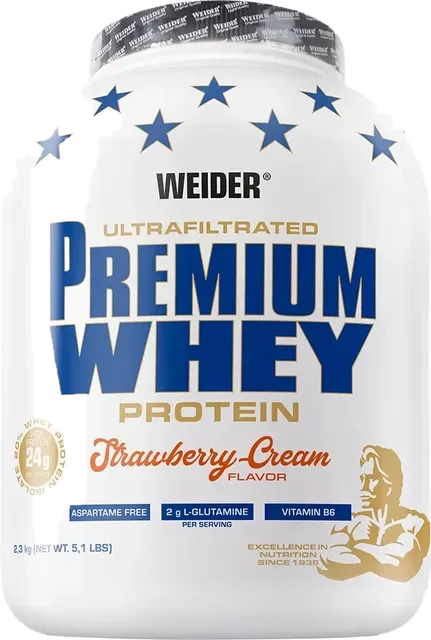 WEIDER®
ULTRAFILTRATED
PREMIUM
WHEY
PROTEIN
24g
Strawberry-Cream
FLAVOR
ASPARTAME FREE
2 g L-GLUTAMINE
PER SERVING
VITAMIN B6
2,3 kg (NET WT. 5,1 LBS)
EXCELLENCE IN
NUTRITION
SINCE 1936